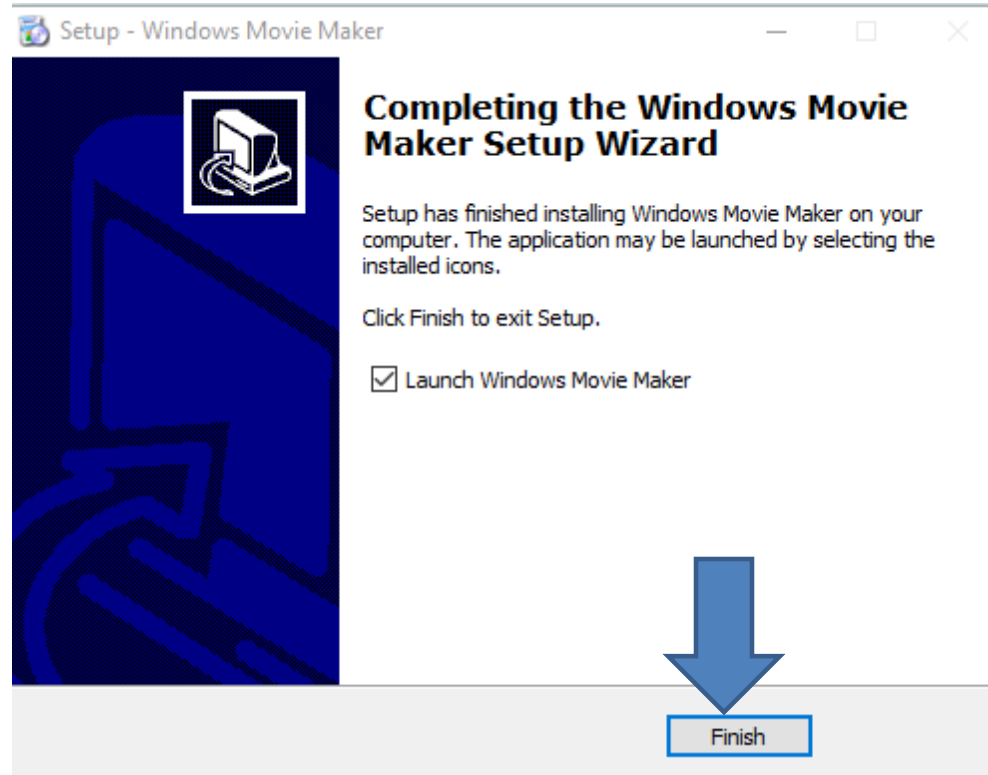 Setup - Windows Movie Maker
Completing the Windows Movie
Maker Setup Wizard
Setup has finished installing Windows Movie Maker on your
computer. The application may be launched by selecting the
installed icons.
Click Finish to exit Setup.
Launch Windows Movie Maker
Finish